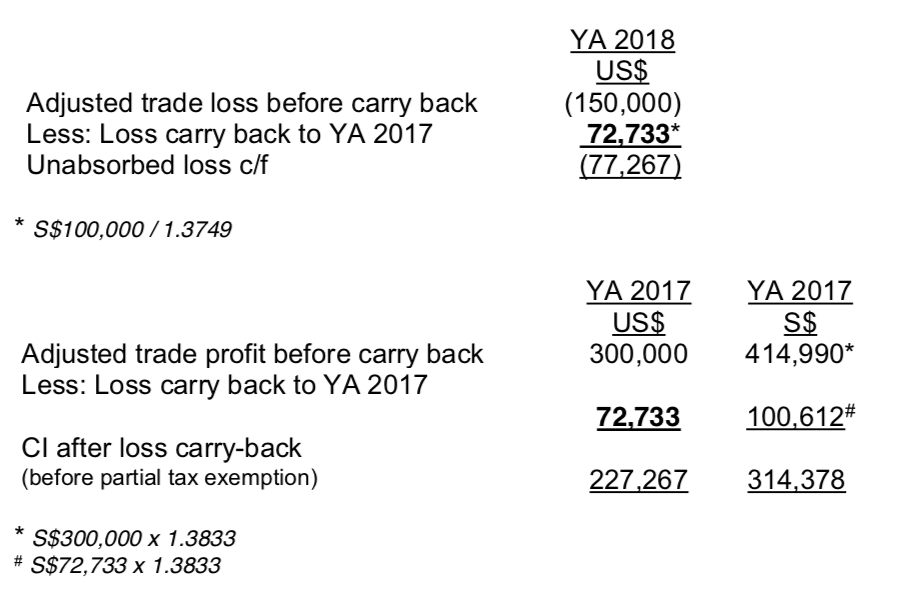 YA 2018
US$
Adjusted trade loss before carry back (150,000)
Less: Loss carry back to YA 2017 72,733*
Unabsorbed loss c/f (77,267)
* S$100,000 / 1.3749
YA 2017 YA 2017
US$ S$
Adjusted trade profit before carry back 300,000 414,990*
Less: Loss carry back to YA 2017
72,733 100,612#
CI after loss carry-back
(before partial tax exemption) 227,267 314,378
* S$300,000 x 1.3833
# S$72,733 x 1.3833